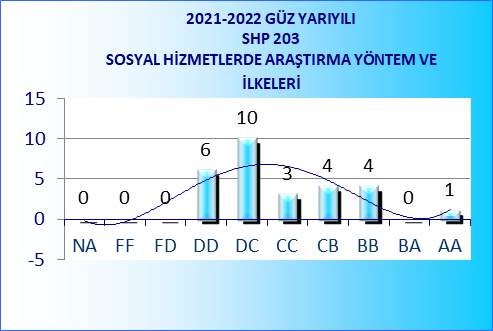 2021-2022 GÜZ YARIYILI
SHP 203
SOSYAL HİZMETLERDE ARAŞTIRMA YÖNTEM VE
İLKELERİ
15
10
5
0
-5
0 0 0 6 10 3 4 4 0 1
NA FF FD DD DC CC CB BB BA AA